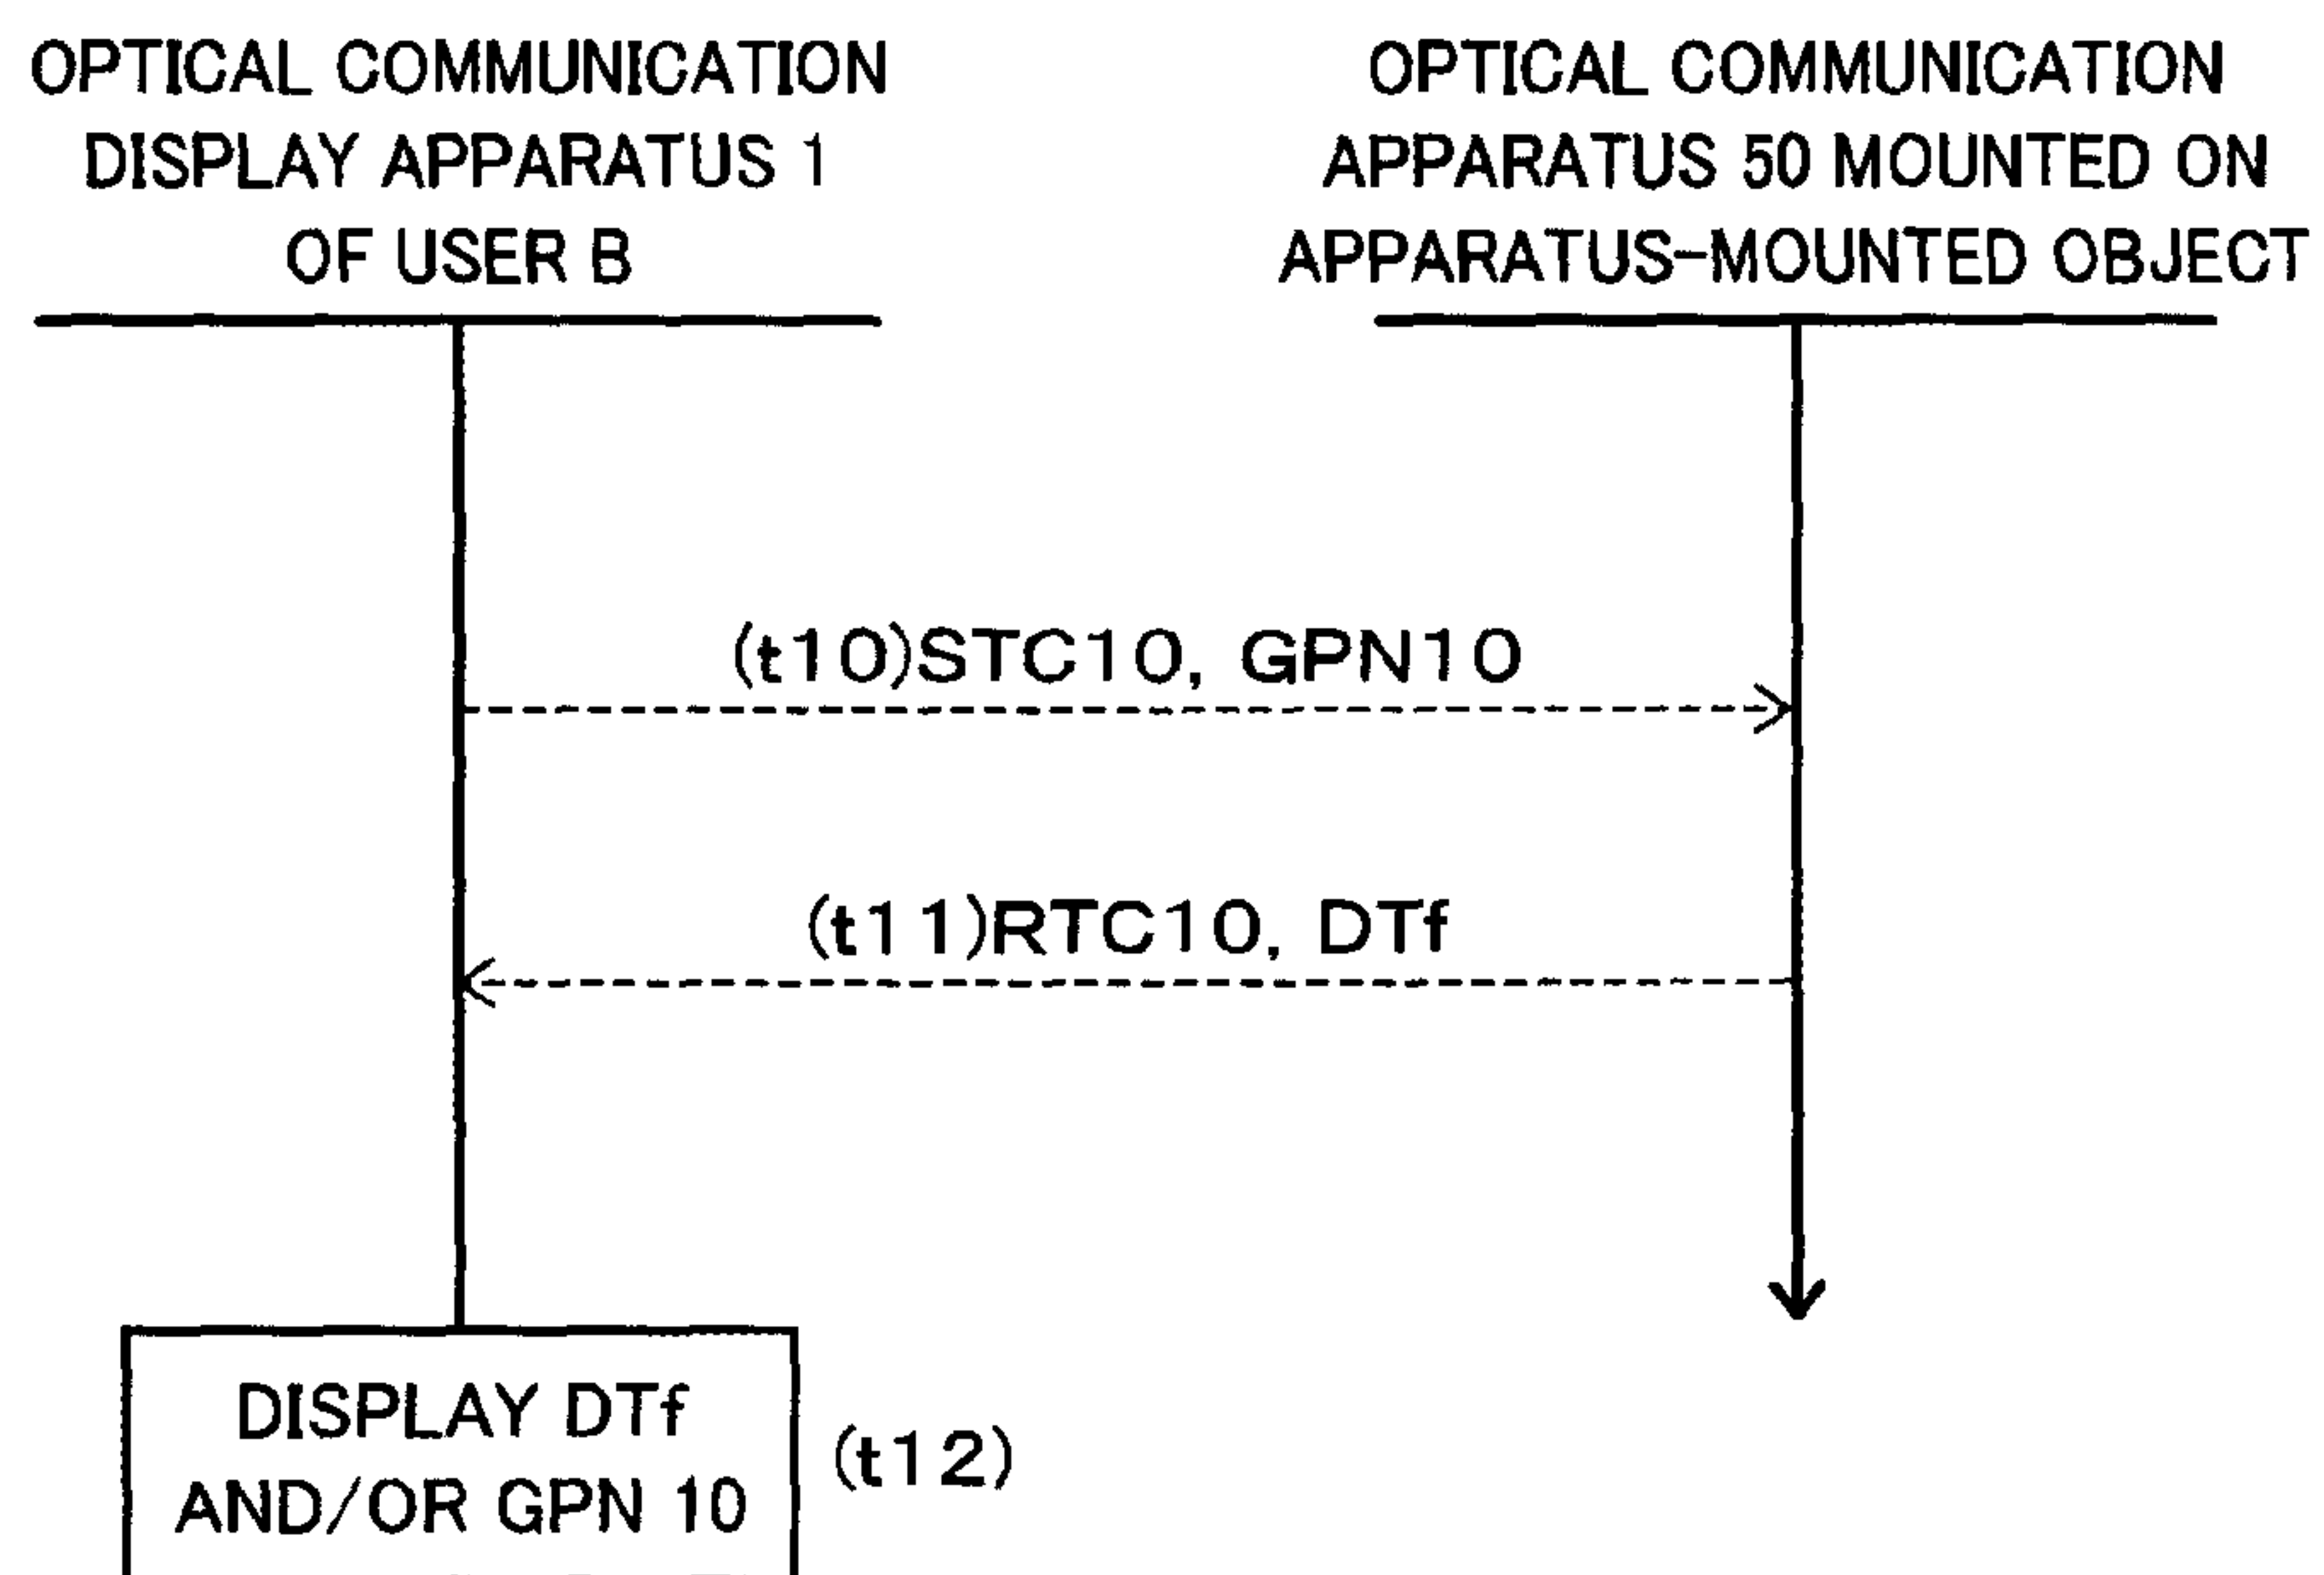 OPTICAL COMMUNICATION
DISPLAY APPARATUS 1
OF USER B
OPTICAL COMMUNICATION
APPARATUS 50 MOUNTED ON
APPARATUS-MOUNTED OBJECT
(t10)STC10, GPN10
(t11)RTC10, DTf
DISPLAY DTf
AND/OR GPN 10
(t12)